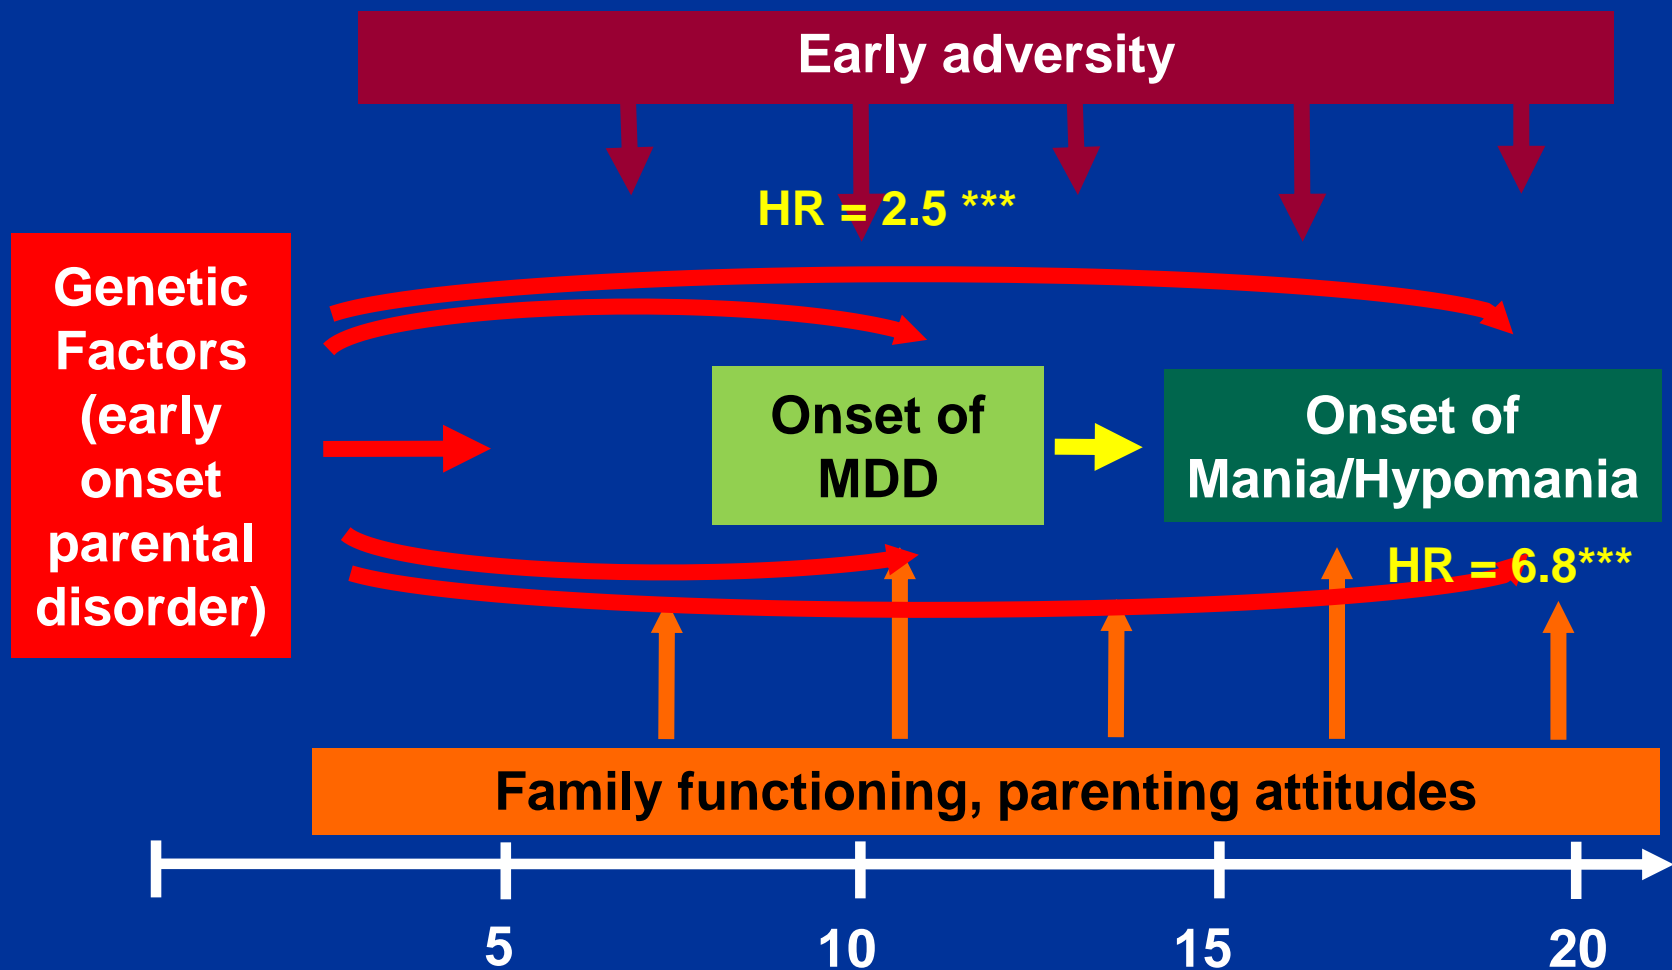 Early adversity
HR = 2.5 ***
Genetic
Factors
(early
onset
parental
disorder)
Onset of
MDD
Onset of
Mania/Hypomania
HR = 6.8***
Family functioning, parenting attitudes
5
10
15
20